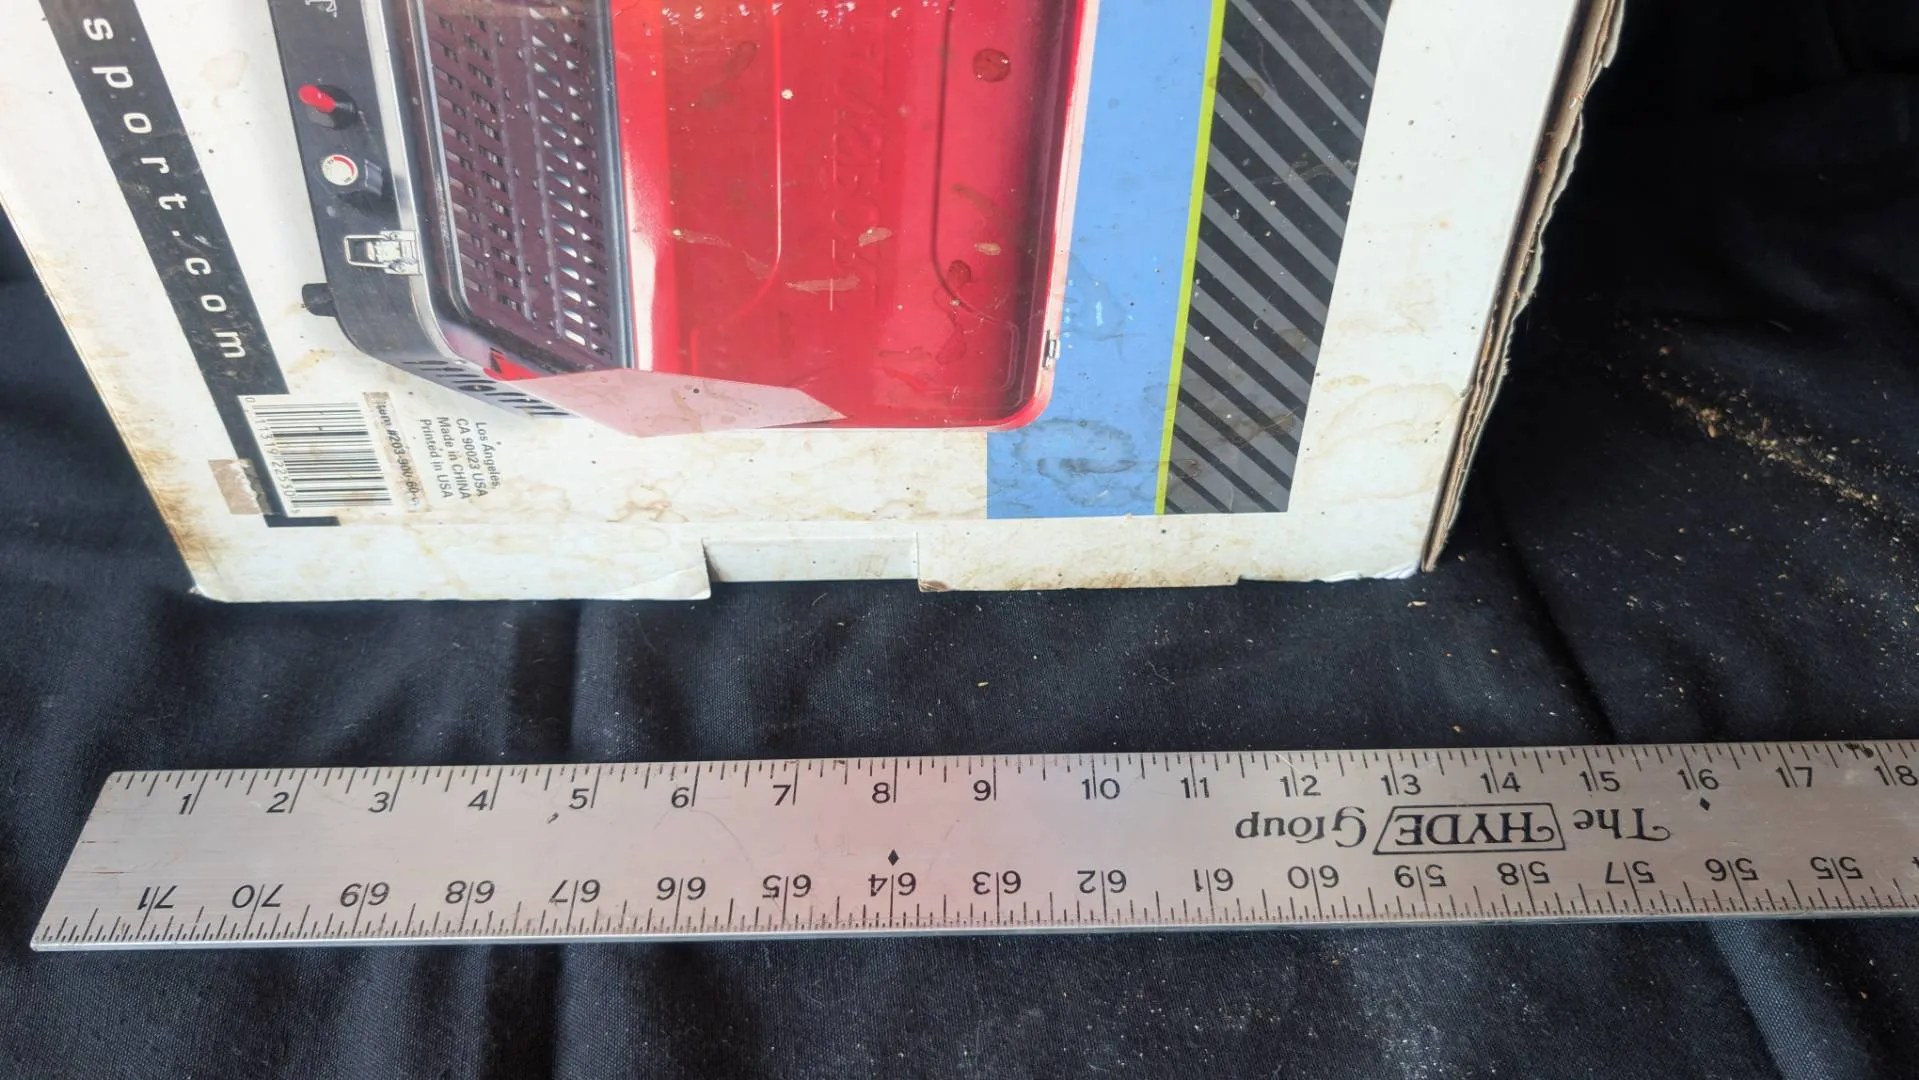 sport.com
Los Angeles,
CA 90023 USA
Made in CHINA
Printed in USA
1 2 3 4 5 6 7 8 9 10 11 12 13 14 15 16 17 18
The HYDE Group
55 56 57 58 59 60 61 62 63 64 65 66 67 68 69 70 71